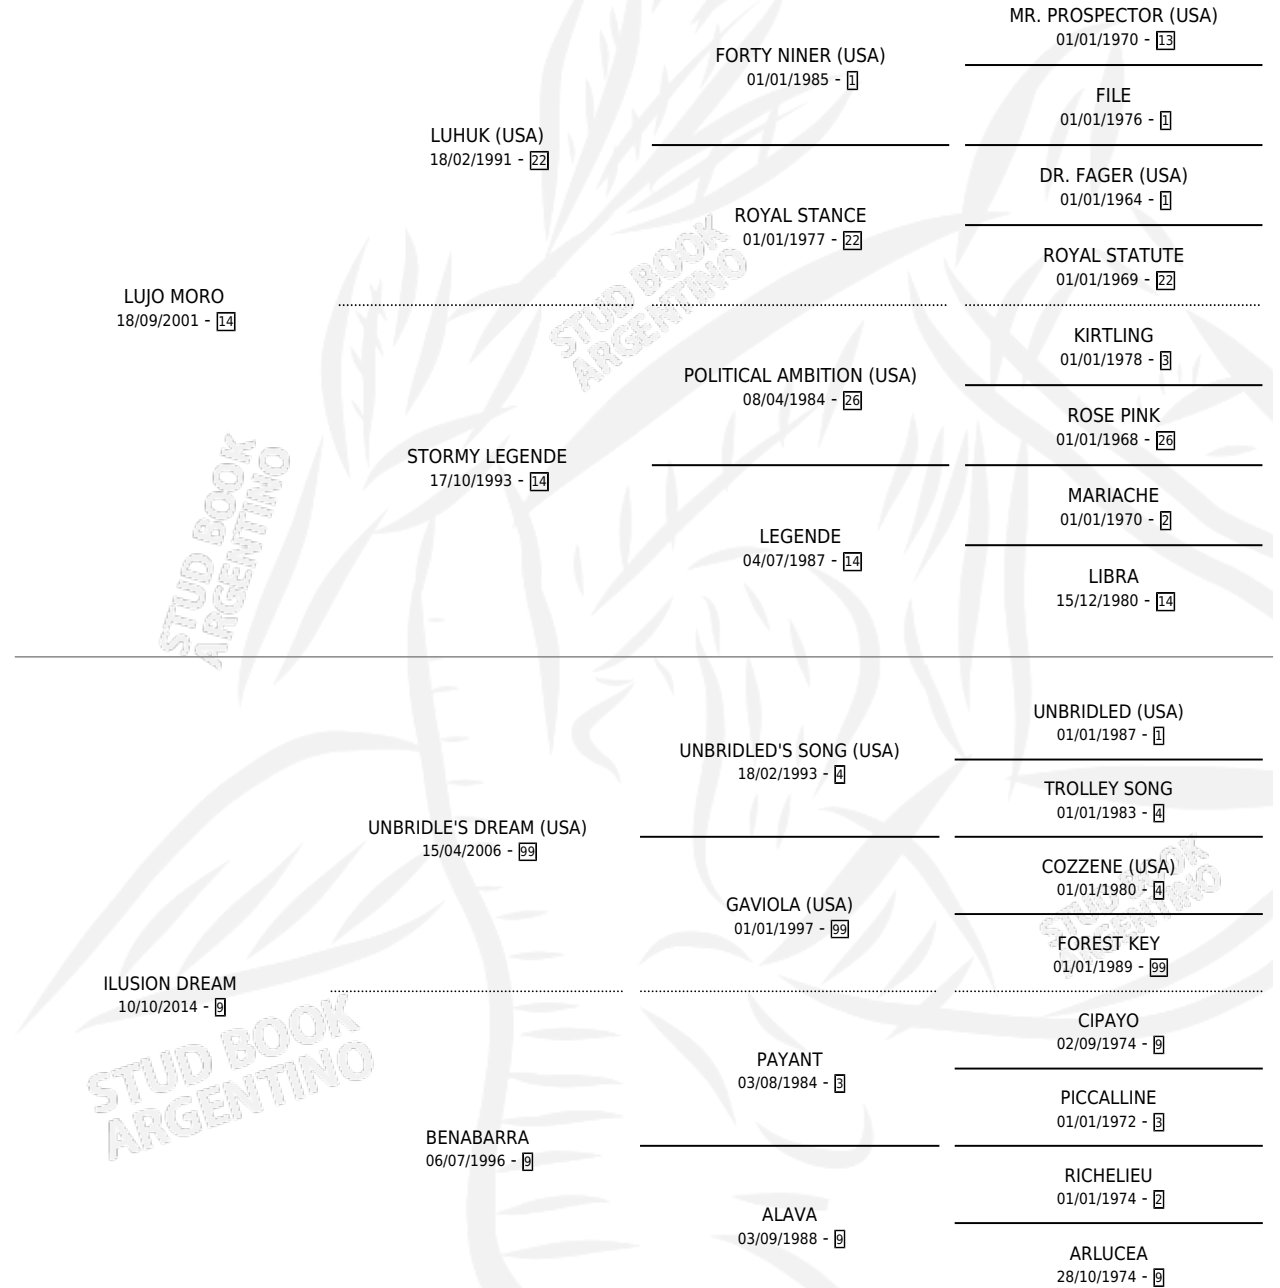 MR. PROSPECTOR (USA)
01/01/1970 - 13
FORTY NINER (USA)
01/01/1985 - 1
FILE
01/01/1976 - 1
LUHUK (USA)
18/02/1991 - 22
DR. FAGER (USA)
01/01/1964 - 1
ROYAL STANCE
01/01/1977 - 22
ROYAL STATUTE
01/01/1969 - 22
LUJO MORO
18/09/2001 - 14
KIRTLING
01/01/1978 - 3
POLITICAL AMBITION (USA)
08/04/1984 - 26
ROSE PINK
01/01/1968 - 26
STORMY LEGENDE
17/10/1993 - 14
MARIACHE
01/01/1970 - 2
LEGENDE
04/07/1987 - 14
LIBRA
15/12/1980 - 14
UNBRIDLED (USA)
01/01/1987 - 1
UNBRIDLED'S SONG (USA)
18/02/1993 - 4
TROLLEY SONG
01/01/1983 - 4
UNBRIDLE'S DREAM (USA)
15/04/2006 - 99
COZZENE (USA)
01/01/1980 - 4
GAVIOLA (USA)
01/01/1997 - 99
FOREST KEY
01/01/1989 - 99
ILUSION DREAM
10/10/2014 - 9
CIPAYO
02/09/1974 - 9
PAYANT
03/08/1984 - 3
PICCALLINE
01/01/1972 - 3
BENABARRA
06/07/1996 - 9
RICHELIEU
01/01/1974 - 2
ALAVA
03/09/1988 - 9
ARLUCEA
28/10/1974 - 9
STUD BOOK
ARGENTINO
STUD BOOK
ARGENTINO
STUD BOOK
ARGENTINO
STUD BOOK
ARGENTINO